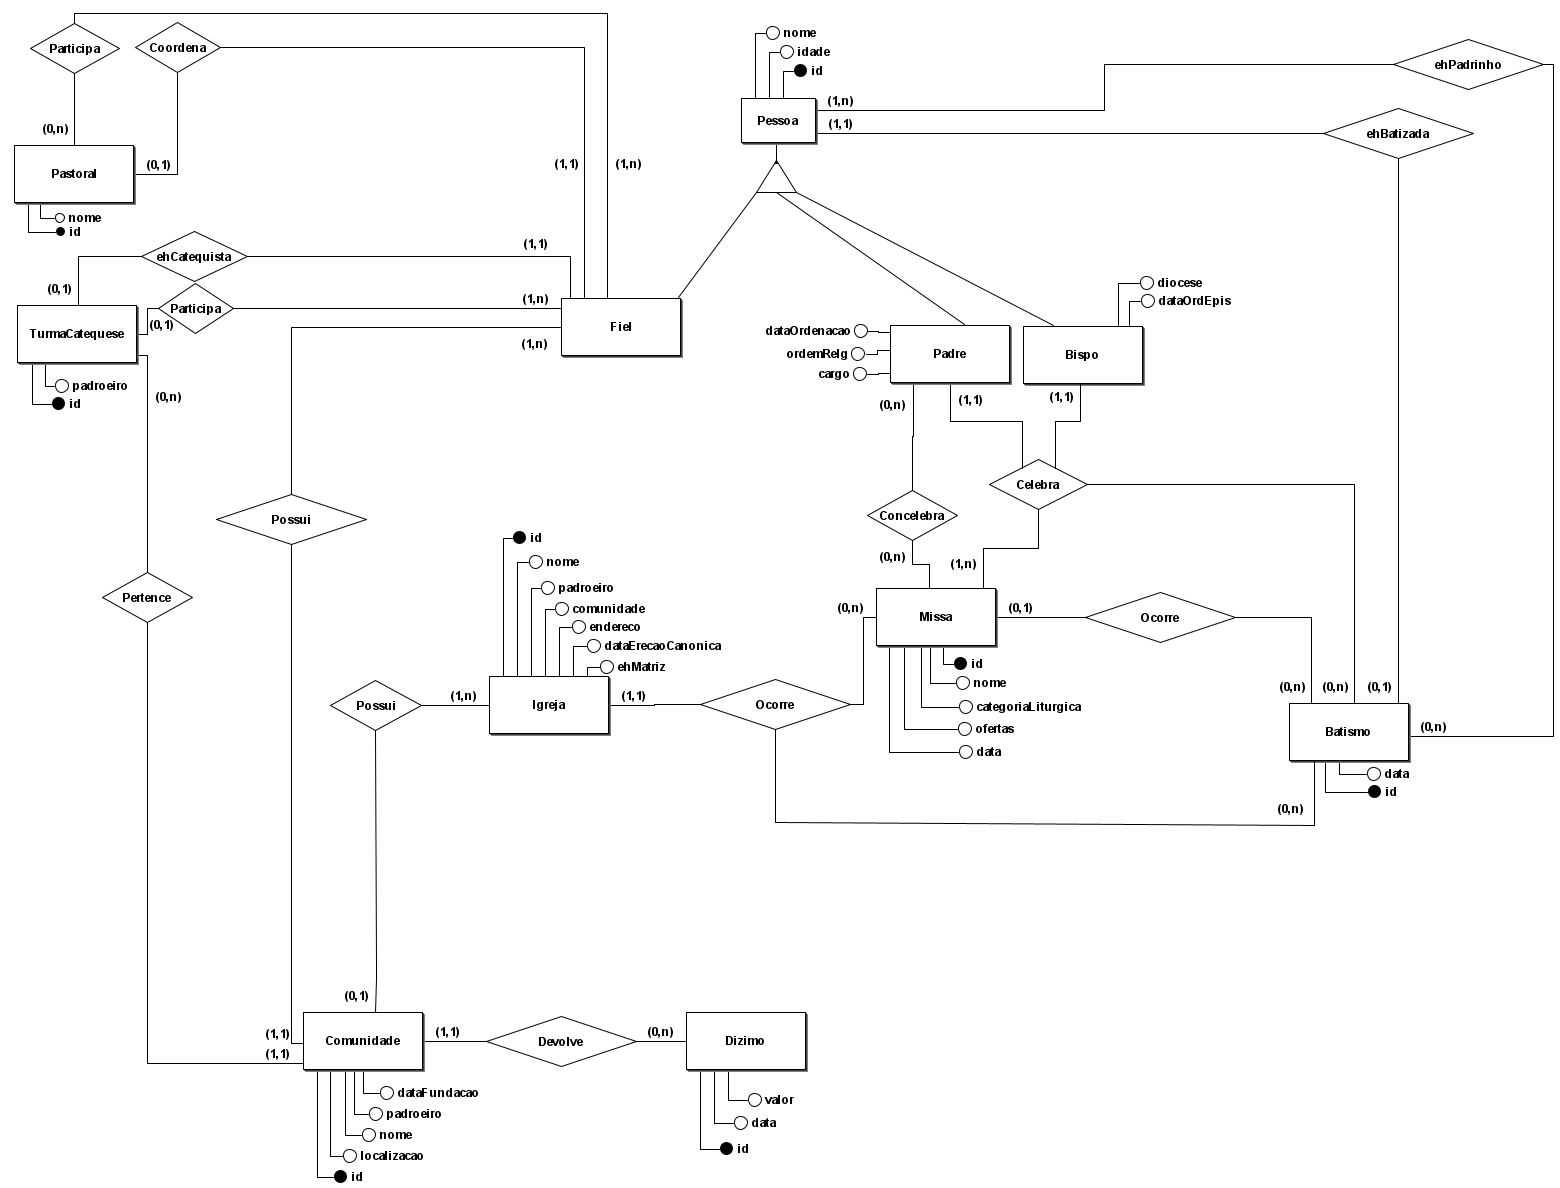 Participa
Coordena
(0,n)
(0,1)
(1,1)
(1,n)
Pastoral
nome
id
nome
idade
id
Pessoa
(1,n)
(1,1)
ehPadrinho
ehBatizada
ehCatequista
(1,1)
(0,1)
Participa
(1,n)
(0,1)
TurmaCatequese
padroeiro
id
(0,n)
Fiel
(1,n)
dataOrdenacao
ordemRelg
cargo
Padre
diocese
dataOrdEpis
Bispo
(0,n)
(1,1)
(1,1)
Celebra
Concelebra
(0,n)
(1,n)
Possui
Pertence
id
nome
padroeiro
comunidade
endereco
dataErecaoCanonica
ehMatriz
Possui
(1,n)
Igreja
(1,1)
Ocorre
(0,n)
Missa
(0,1)
Ocorre
id
nome
categoriaLiturgica
ofertas
data
(0,n)
(0,n)
(0,1)
Batismo
(0,n)
data
id
(0,n)
(0,1)
(1,1)
(1,1)
Comunidade
(1,1)
Devolve
(0,n)
Dizimo
dataFundacao
padroeiro
nome
localizacao
id
valor
data
id